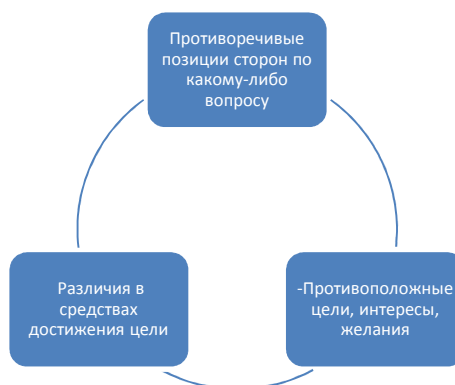 Противоречивые
позиции сторон по
какому-либо
вопросу
Различия в
средствах
достижения цели
-Противоположные
цели, интересы,
желания